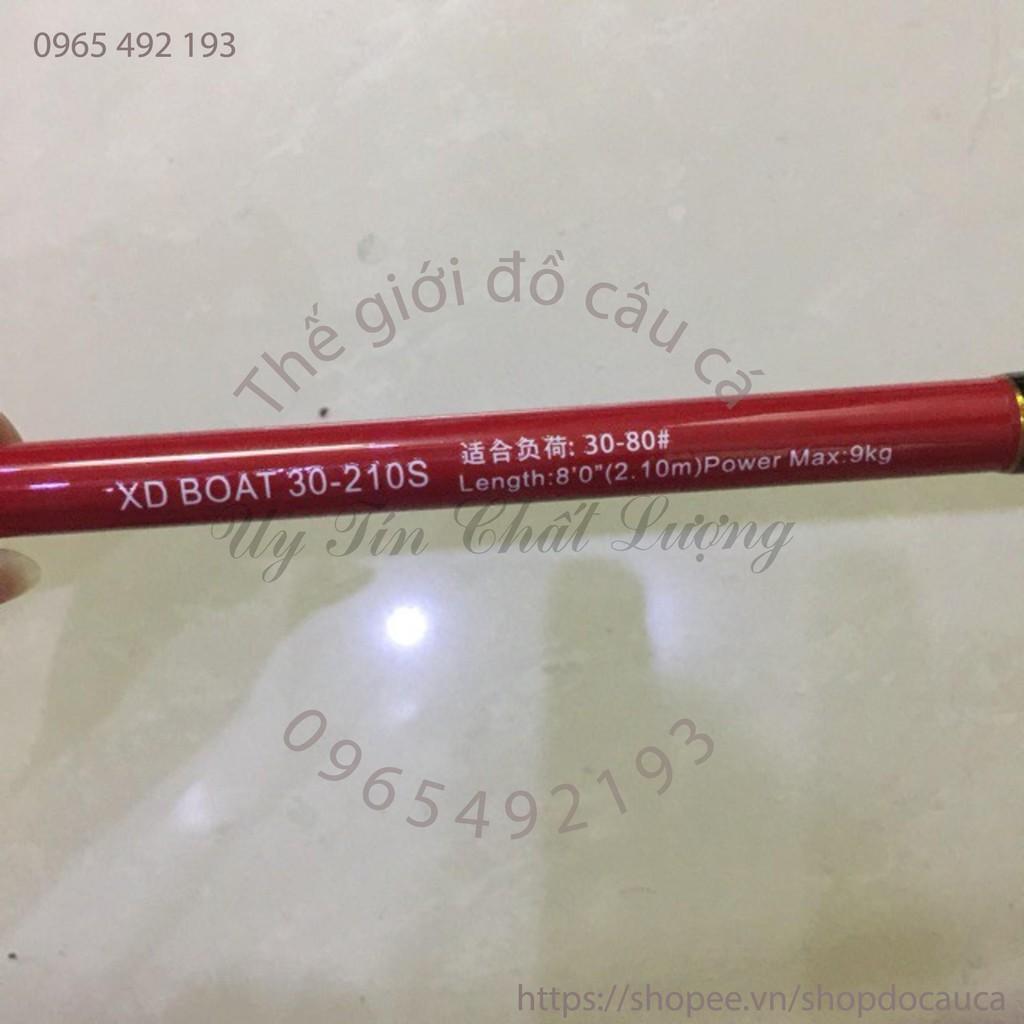 0965 492 193
Thế giới đồ câu cá
XD BOAT 30-210S
适合负荷: 30-80#
Length:8'0"(2.10m)Power Max:9kg
Uy Tín Chất Lượng
0965492193
https://shopee.vn/shopdocauca